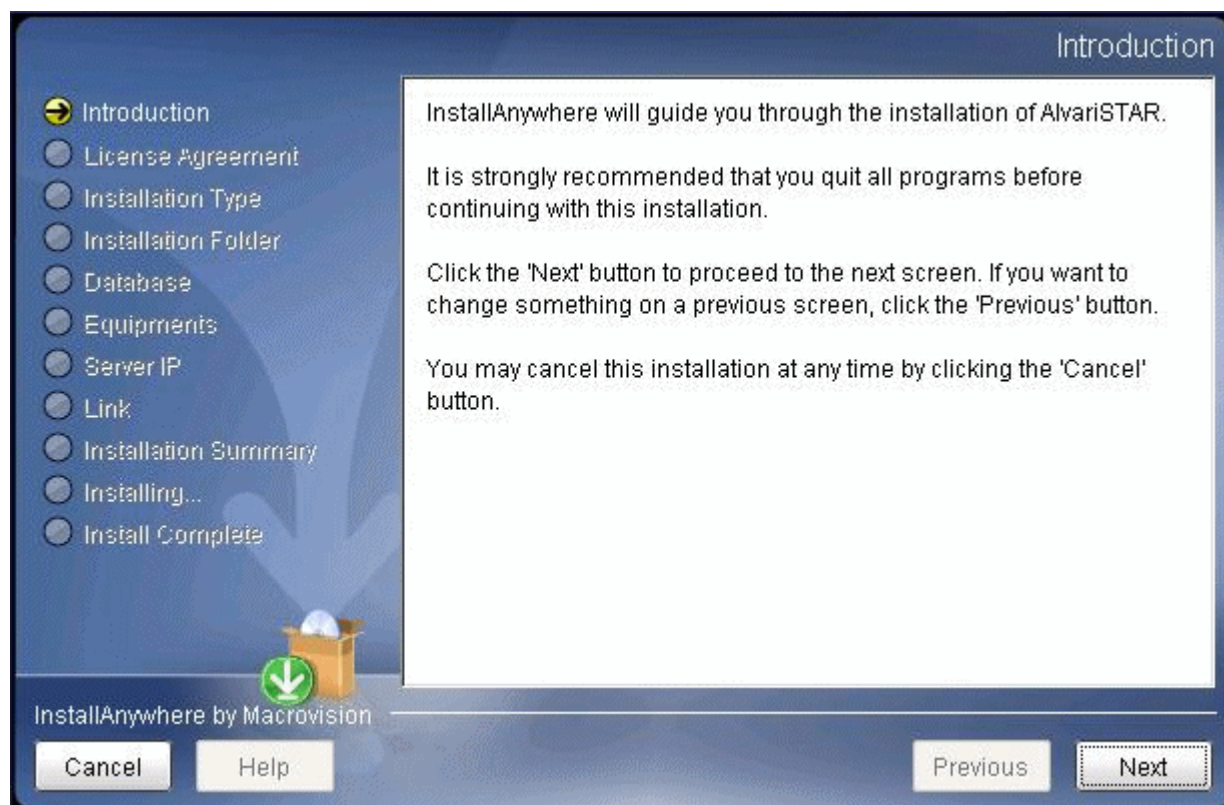 Introduction
Introduction
License Agreement
Installation Type
Installation Folder
Database
Equipments
Server IP
Link
Installation Summary
Installing...
Install Complete
InstallAnywhere will guide you through the installation of AlvariSTAR.
It is strongly recommended that you quit all programs before
continuing with this installation.
Click the 'Next' button to proceed to the next screen. If you want to
change something on a previous screen, click the 'Previous' button.
You may cancel this installation at any time by clicking the 'Cancel'
button.
InstallAnywhere by Macrovision
Cancel
Help
Previous
Next